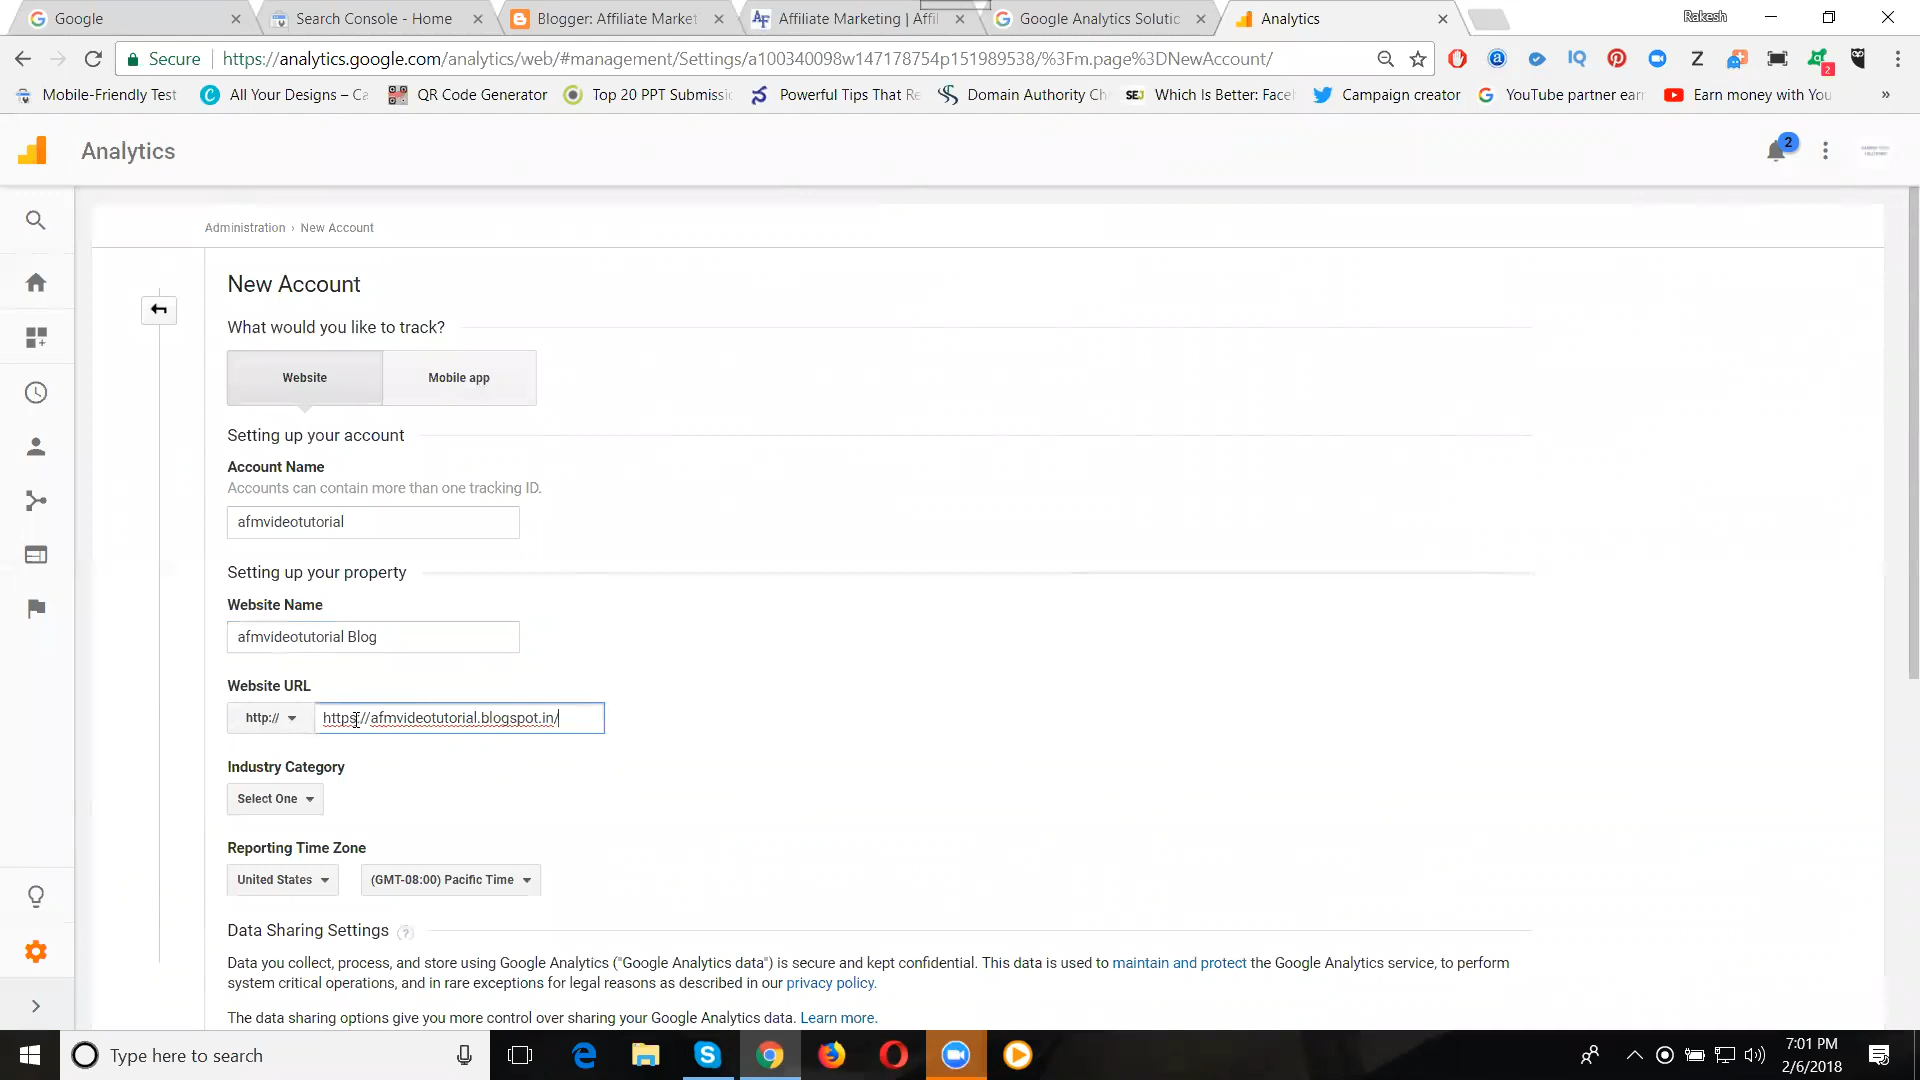 Google
Search Console - Home
Blogger: Affiliate Market
Affiliate Marketing | Affil
Google Analytics Solutic
Analytics
Rakesh
Secure
https://analytics.google.com/analytics/web/#management/Settings/a100340098w147178754p151989538/%3Fm.page%3DNewAccount/
Mobile-Friendly Test
All Your Designs – Ca
QR Code Generator
Top 20 PPT Submissic
Powerful Tips That Re
Domain Authority Ch
SEJ
Which Is Better: Facel
Campaign creator
YouTube partner earr
Earn money with You
»
Analytics
2
Administration › New Account
New Account
What would you like to track?
Website
Mobile app
Setting up your account
Account Name
Accounts can contain more than one tracking ID.
afmvideotutorial
Setting up your property
Website Name
afmvideotutorial Blog
Website URL
http://
https://afmvideotutorial.blogspot.in/
Industry Category
Select One
Reporting Time Zone
United States
(GMT-08:00) Pacific Time
Data Sharing Settings ?
Data you collect, process, and store using Google Analytics ("Google Analytics data") is secure and kept confidential. This data is used to maintain and protect the Google Analytics service, to perform
system critical operations, and in rare exceptions for legal reasons as described in our privacy policy.
The data sharing options give you more control over sharing your Google Analytics data. Learn more.
Type here to search
7:01 PM
2/6/2018